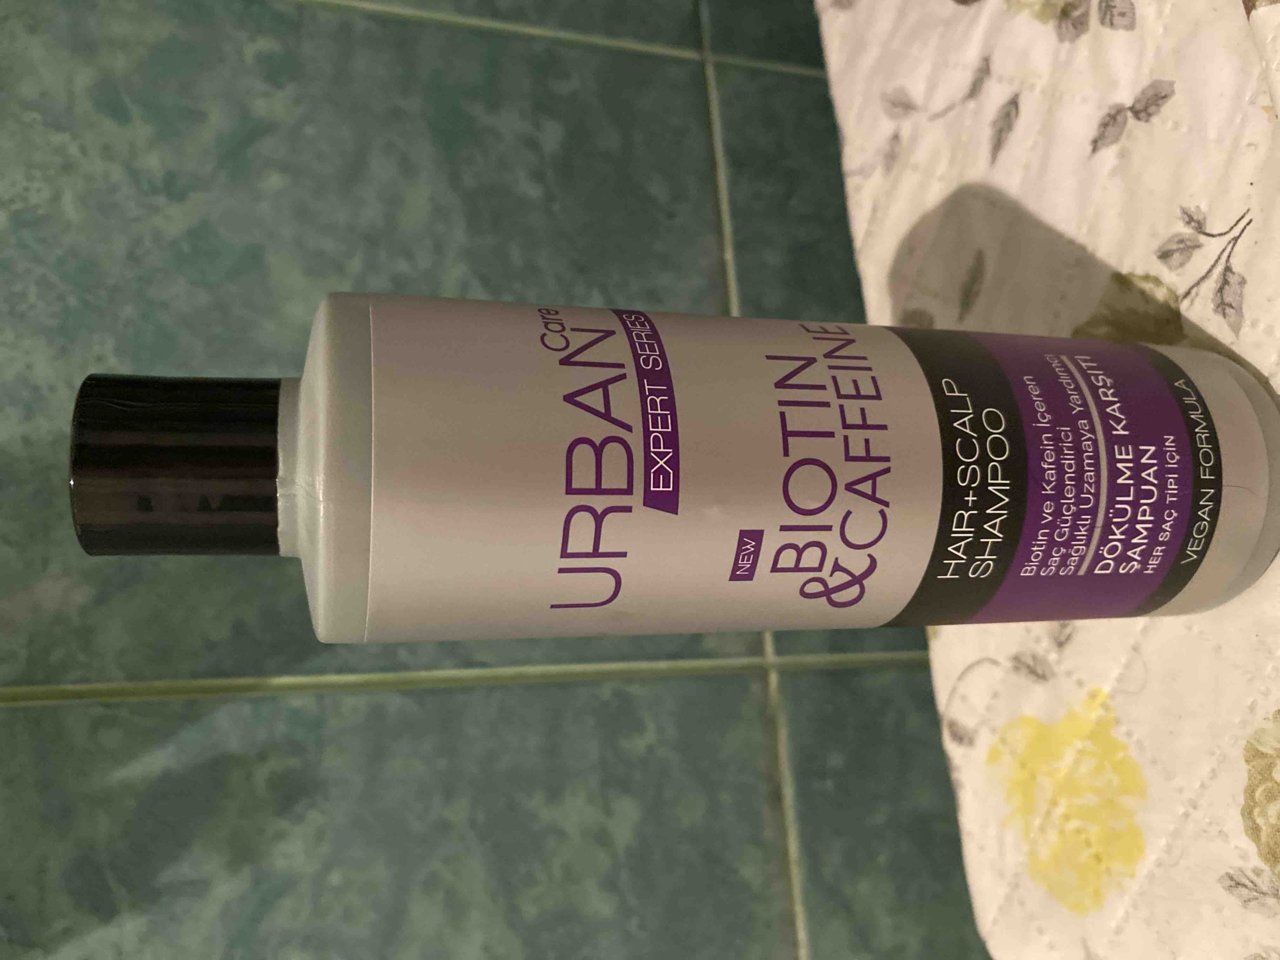 URBAN Care
EXPERT SERIES
NEW
BIOTIN
&CAFFEINE
HAIR+SCALP
SHAMPOO
Biotin ve Kafein İçeren
Saç Güçlendirici
Sağlıklı Uzamaya Yardımcı
DÖKÜLME KARŞITI
ŞAMPUAN
HER SAÇ TİPİ İÇİN
VEGAN FORMULA